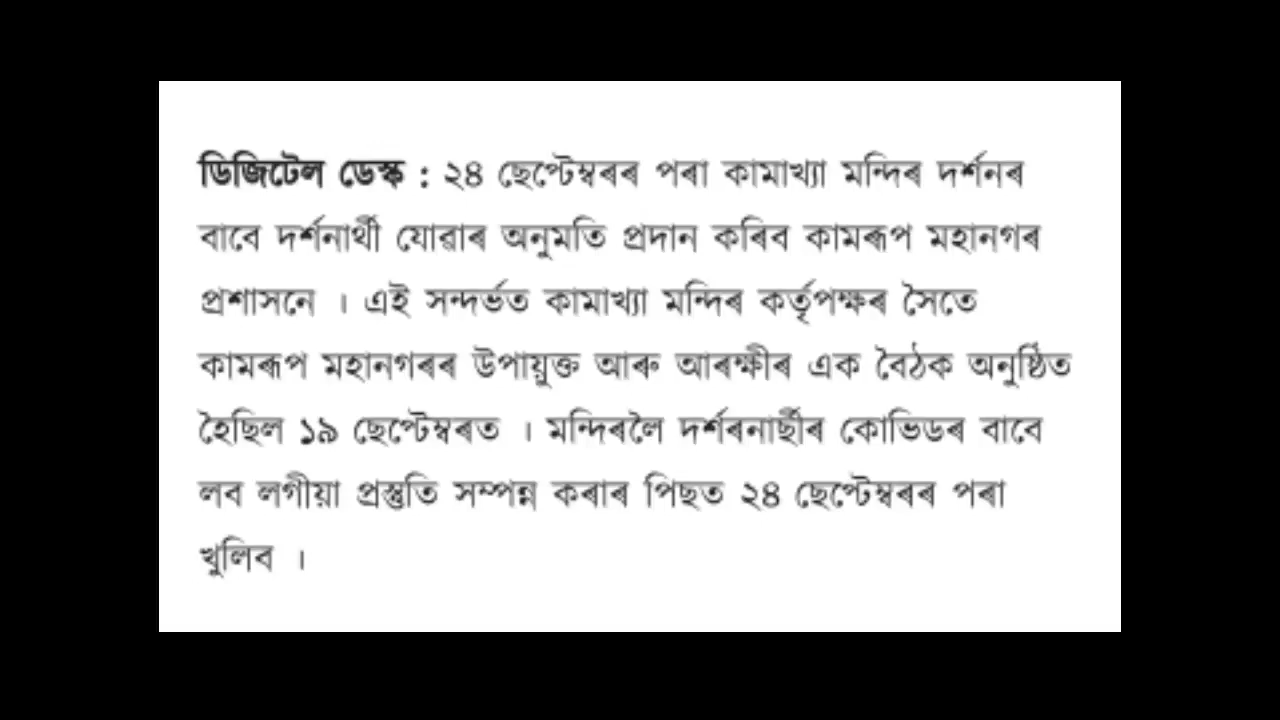 ডিজিটেল ডেস্ক : ২৪ ছেপ্টেম্বৰৰ পৰা কামাখ্যা মন্দিৰ দৰ্শনৰ
বাবে দৰ্শনাৰ্থী যোৱাৰ অনুমতি প্ৰদান কৰিব কামৰূপ মহানগৰ
প্ৰশাসনে । এই সন্দৰ্ভত কামাখ্যা মন্দিৰ কৰ্তৃপক্ষৰ সৈতে
কামৰূপ মহানগৰৰ উপায়ুক্ত আৰু আৰক্ষীৰ এক বৈঠক অনুষ্ঠিত
হৈছিল ১৯ ছেপ্টেম্বৰত । মন্দিৰলৈ দৰ্শৰনাৰ্ছীৰ কোভিডৰ বাবে
লব লগীয়া প্ৰস্তুতি সম্পন্ন কৰাৰ পিছত ২৪ ছেপ্টেম্বৰৰ পৰা
খুলিব ।